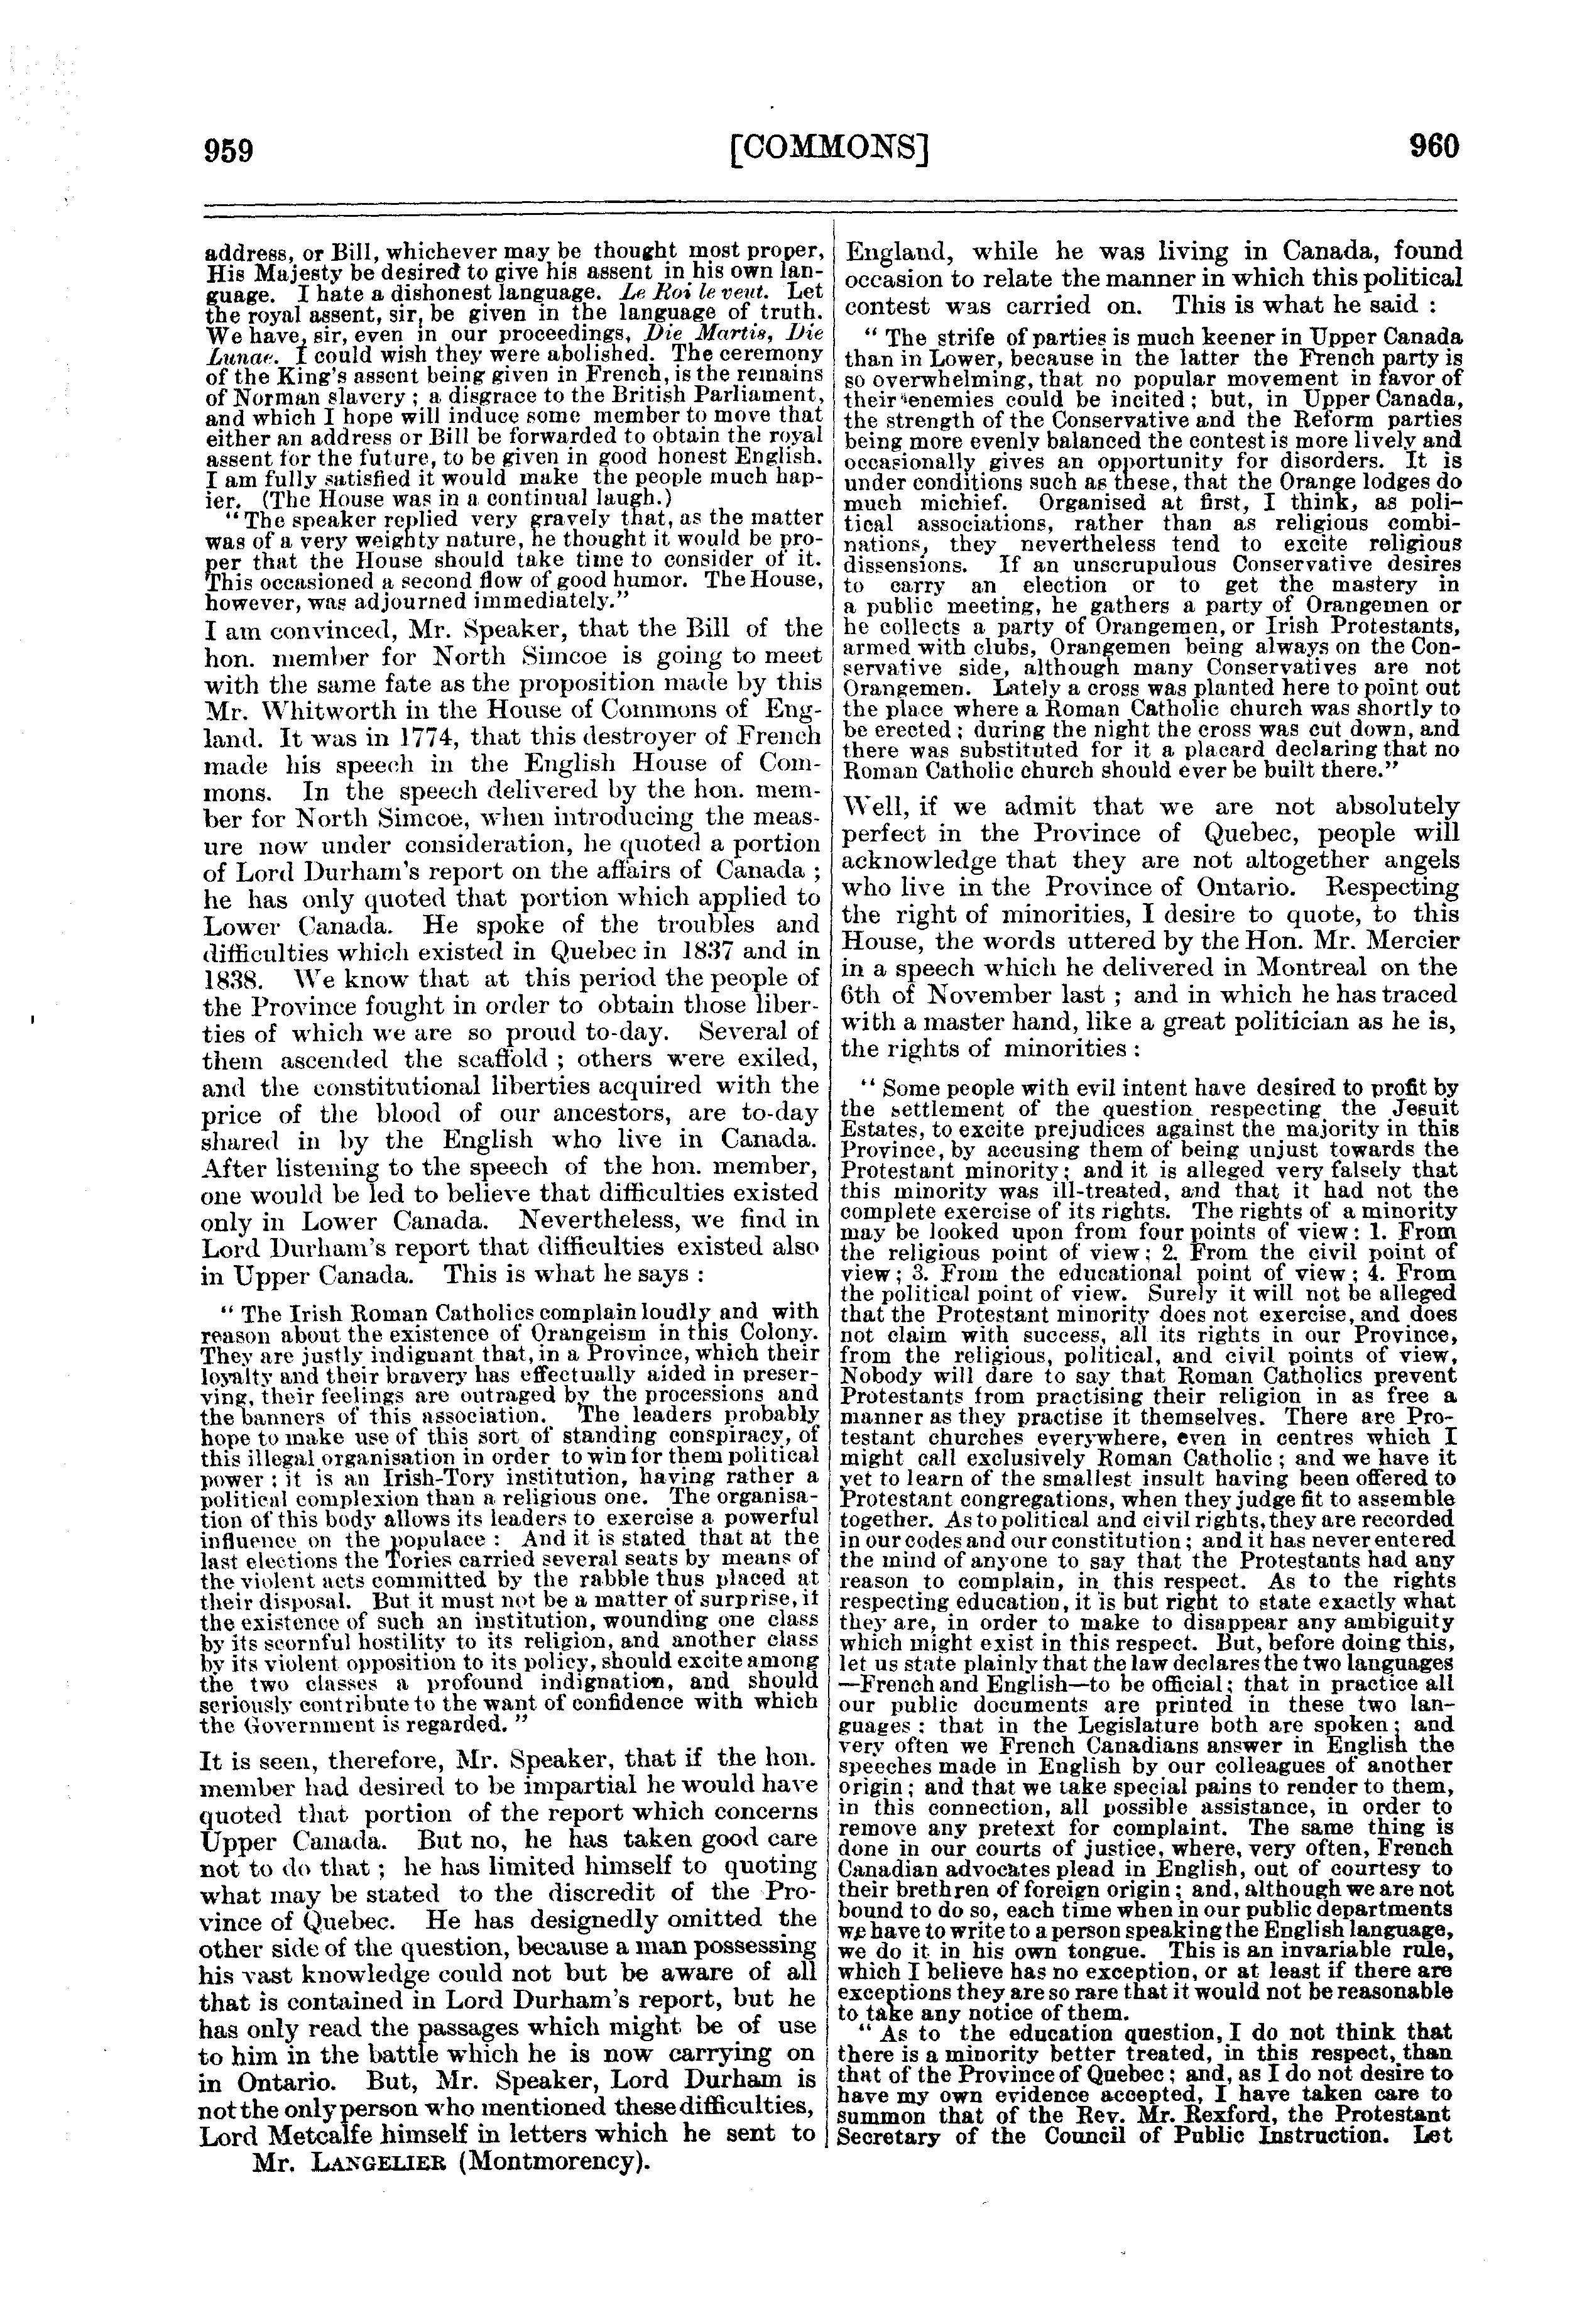 959
[COMMONS]
960
address, or Bill, whichever may be thought most proper,
His Majesty be desired to give his assent in his own lan-
guage. I hate a dishonest language. Le Roi le veut. Let
the royal assent, sir, be given in the language of truth.
We have, sir, even in our proceedings, Die Martis, Die
Lunae. I could wish they were abolished. The ceremony
of the King's assent being given in French, is the remains
of Norman slavery ; a disgrace to the British Parliament,
and which I hope will induce some member to move that
either an address or Bill be forwarded to obtain the royal
assent for the future, to be given in good honest English.
I am fully satisfied it would make the people much hap-
ier. (The House was in a continual laugh.)
"The speaker replied very gravely that, as the matter
was of a very weighty nature, he thought it would be pro-
per that the House should take time to consider of it.
This occasioned a second flow of good humor. The House,
however, was adjourned immediately."
I am convinced, Mr. Speaker, that the Bill of the
hon. member for North Simcoe is going to meet
with the same fate as the proposition made by this
Mr. Whitworth in the House of Commons of Eng-
land. It was in 1774, that this destroyer of French
made his speech in the English House of Com-
mons. In the speech delivered by the hon. mem-
ber for North Simcoe, when introducing the meas-
ure now under consideration, he quoted a portion
of Lord Durham's report on the affairs of Canada ;
he has only quoted that portion which applied to
Lower Canada. He spoke of the troubles and
difficulties which existed in Quebec in 1837 and in
1838. We know that at this period the people of
the Province fought in order to obtain those liber-
ties of which we are so proud to-day. Several of
them ascended the scaffold ; others were exiled,
and the constitutional liberties acquired with the
price of the blood of our ancestors, are to-day
shared in by the English who live in Canada.
After listening to the speech of the hon. member,
one would be led to believe that difficulties existed
only in Lower Canada. Nevertheless, we find in
Lord Durham's report that difficulties existed also
in Upper Canada. This is what he says :
" The Irish Roman Catholics complain loudly and with
reason about the existence of Orangeism in this Colony.
They are justly indignant that, in a Province, which their
loyalty and their bravery has effectually aided in preser-
ving, their feelings are outraged by the processions and
the banners of this association. The leaders probably
hope to make use of this sort of standing conspiracy, of
this illegal organisation in order to win for them political
power ; it is an Irish-Tory institution, having rather a
political complexion than a religious one. The organisa-
tion of this body allows its leaders to exercise a powerful
influence on the populace : And it is stated that at the
last elections the Tories carried several seats by means of
the violent acts committed by the rabble thus placed at
their disposal. But it must not be a matter of surprise, if
the existence of such an institution, wounding one class
by its scornful hostility to its religion, and another class
by its violent opposition to its policy, should excite among
the two classes a profound indignation, and should
seriously contribute to the want of confidence with which
the Government is regarded. "
It is seen, therefore, Mr. Speaker, that if the hon.
member had desired to be impartial he would have
quoted that portion of the report which concerns
Upper Canada. But no, he has taken good care
not to do that ; he has limited himself to quoting
what may be stated to the discredit of the Pro-
vince of Quebec. He has designedly omitted the
other side of the question, because a man possessing
his vast knowledge could not but be aware of all
that is contained in Lord Durham's report, but he
has only read the passages which might be of use
to him in the battle which he is now carrying on
in Ontario. But, Mr. Speaker, Lord Durham is
not the only person who mentioned these difficulties,
Lord Metcalfe himself in letters which he sent to
Mr. LANGELIER (Montmorency).
England, while he was living in Canada, found
occasion to relate the manner in which this political
contest was carried on. This is what he said :
" The strife of parties is much keener in Upper Canada
than in Lower, because in the latter the French party is
so overwhelming, that no popular movement in favor of
their enemies could be incited ; but, in Upper Canada,
the strength of the Conservative and the Reform parties
being more evenly balanced the contest is more lively and
occasionally gives an opportunity for disorders. It is
under conditions such as these, that the Orange lodges do
much michief. Organised at first, I think, as poli-
tical associations, rather than as religious combi-
nations, they nevertheless tend to excite religious
dissensions. If an unscrupulous Conservative desires
to carry an election or to get the mastery in
a public meeting, he gathers a party of Orangemen or
he collects a party of Orangemen, or Irish Protestants,
armed with clubs, Orangemen being always on the Con-
servative side, although many Conservatives are not
Orangemen. Lately a cross was planted here to point out
the place where a Roman Catholic church was shortly to
be erected ; during the night the cross was cut down, and
there was substituted for it a placard declaring that no
Roman Catholic church should ever be built there."
Well, if we admit that we are not absolutely
perfect in the Province of Quebec, people will
acknowledge that they are not altogether angels
who live in the Province of Ontario. Respecting
the right of minorities, I desire to quote, to this
House, the words uttered by the Hon. Mr. Mercier
in a speech which he delivered in Montreal on the
6th of November last ; and in which he has traced
with a master hand, like a great politician as he is,
the rights of minorities :
" Some people with evil intent have desired to profit by
the settlement of the question respecting the Jesuit
Estates, to excite prejudices against the majority in this
Province, by accusing them of being unjust towards the
Protestant minority ; and it is alleged very falsely that
this minority was ill-treated, and that it had not the
complete exercise of its rights. The rights of a minority
may be looked upon from four points of view : 1. From
the religious point of view ; 2. From the civil point of
view ; 3. From the educational point of view ; 4. From
the political point of view. Surely it will not be alleged
that the Protestant minority does not exercise, and does
not claim with success, all its rights in our Province,
from the religious, political, and civil points of view,
Nobody will dare to say that Roman Catholics prevent
Protestants from practising their religion in as free a
manner as they practise it themselves. There are Pro-
testant churches everywhere, even in centres which I
might call exclusively Roman Catholic ; and we have it
yet to learn of the smallest insult having been offered to
Protestant congregations, when they judge fit to assemble
together. As to political and civil rights, they are recorded
in our codes and our constitution ; and it has never entered
the mind of anyone to say that the Protestants had any
reason to complain, in this respect. As to the rights
respecting education, it is but right to state exactly what
they are, in order to make to disappear any ambiguity
which might exist in this respect. But, before doing this,
let us state plainly that the law declares the two languages
—French and English—to be official ; that in practice all
our public documents are printed in these two lan-
guages : that in the Legislature both are spoken ; and
very often we French Canadians answer in English the
speeches made in English by our colleagues of another
origin ; and that we take special pains to render to them,
in this connection, all possible assistance, in order to
remove any pretext for complaint. The same thing is
done in our courts of justice, where, very often, French
Canadian advocates plead in English, out of courtesy to
their brethren of foreign origin ; and, although we are not
bound to do so, each time when in our public departments
we have to write to a person speaking the English language,
we do it in his own tongue. This is an invariable rule,
which I believe has no exception, or at least if there are
exceptions they are so rare that it would not be reasonable
to take any notice of them.
" As to the education question, I do not think that
there is a minority better treated, in this respect, than
that of the Province of Quebec ; and, as I do not desire to
have my own evidence accepted, I have taken care to
summon that of the Rev. Mr. Rexford, the Protestant
Secretary of the Council of Public Instruction. Let